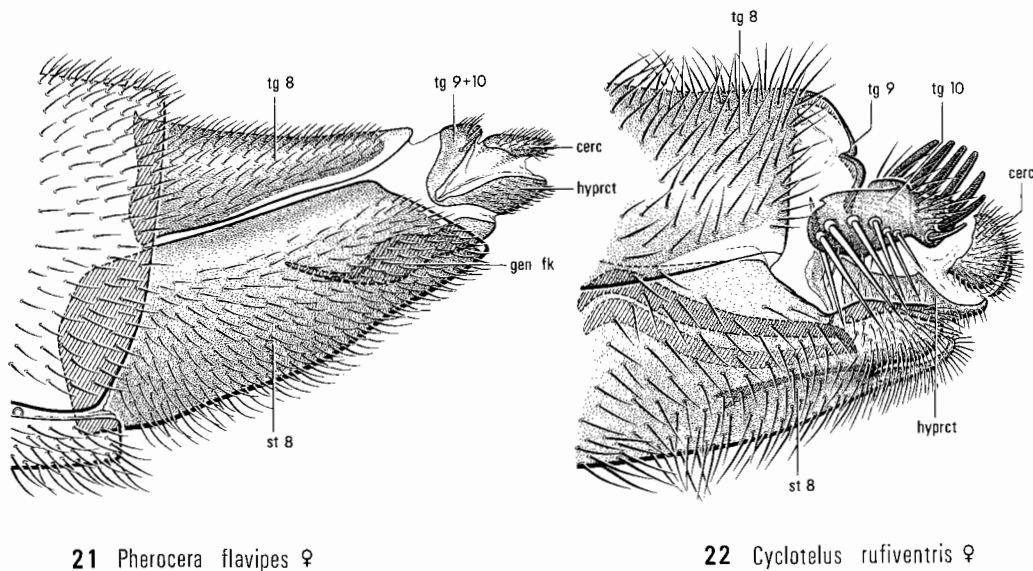 tg 8
tg 9+10
cerc
hyprct
gen fk
st 8
21 Pherocera flavipes ♀
tg 8
tg 9
tg 10
cerc
hyprct
st 8
22 Cyclotelus rufiventris ♀